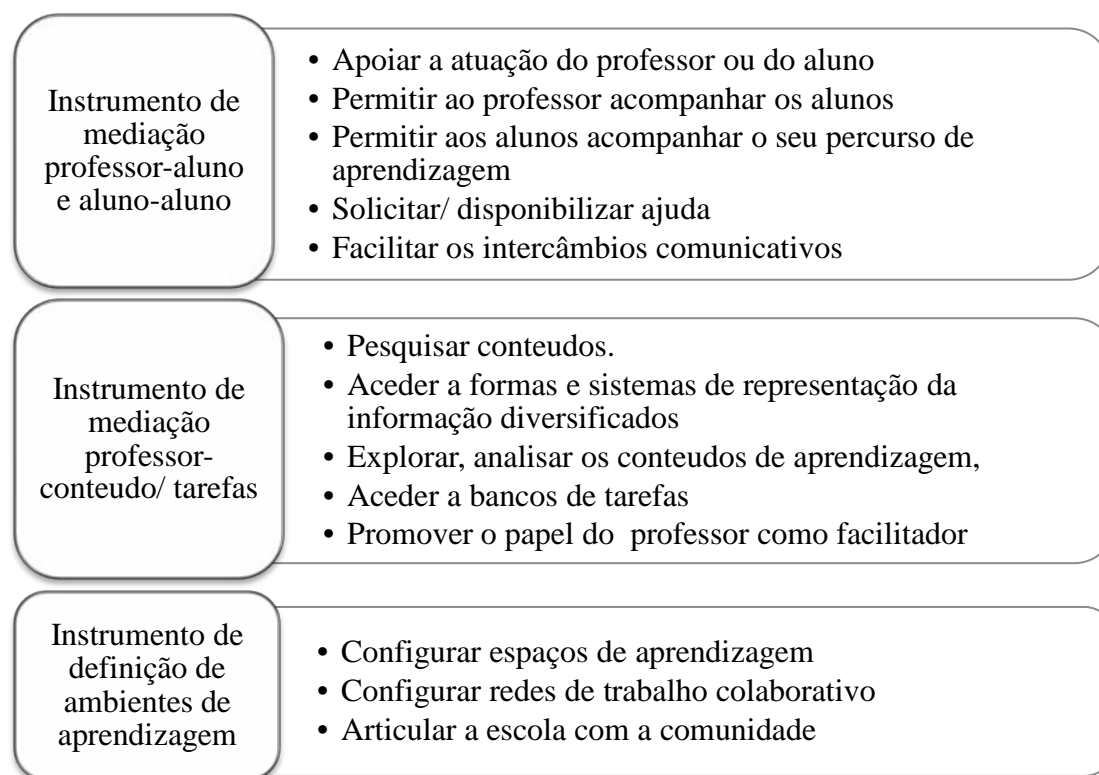 Instrumento de
mediação
professor-aluno
e aluno-aluno
• Apoiar a atuação do professor ou do aluno
• Permitir ao professor acompanhar os alunos
• Permitir aos alunos acompanhar o seu percurso de
aprendizagem
• Solicitar/ disponibilizar ajuda
• Facilitar os intercâmbios comunicativos
Instrumento de
mediação
professor-
conteudo/ tarefas
• Pesquisar conteudos.
• Aceder a formas e sistemas de representação da
informação diversificados
• Explorar, analisar os conteudos de aprendizagem,
• Aceder a bancos de tarefas
• Promover o papel do  professor como facilitador
Instrumento de
definição de
ambientes de
aprendizagem
• Configurar espaços de aprendizagem
• Configurar redes de trabalho colaborativo
• Articular a escola com a comunidade